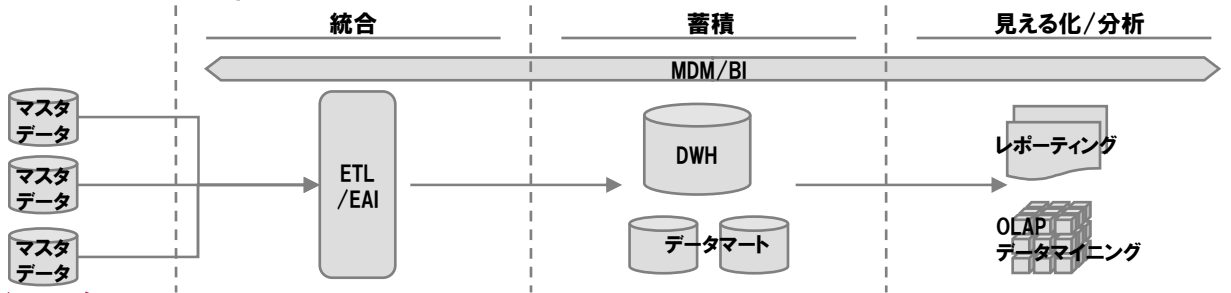 統合
蓄積
見える化/分析
MDM/BI
マスタ
データ
マスタ
データ
マスタ
データ
ETL
/EAI
DWH
データマート
レポーティング
OLAP
データマイニング